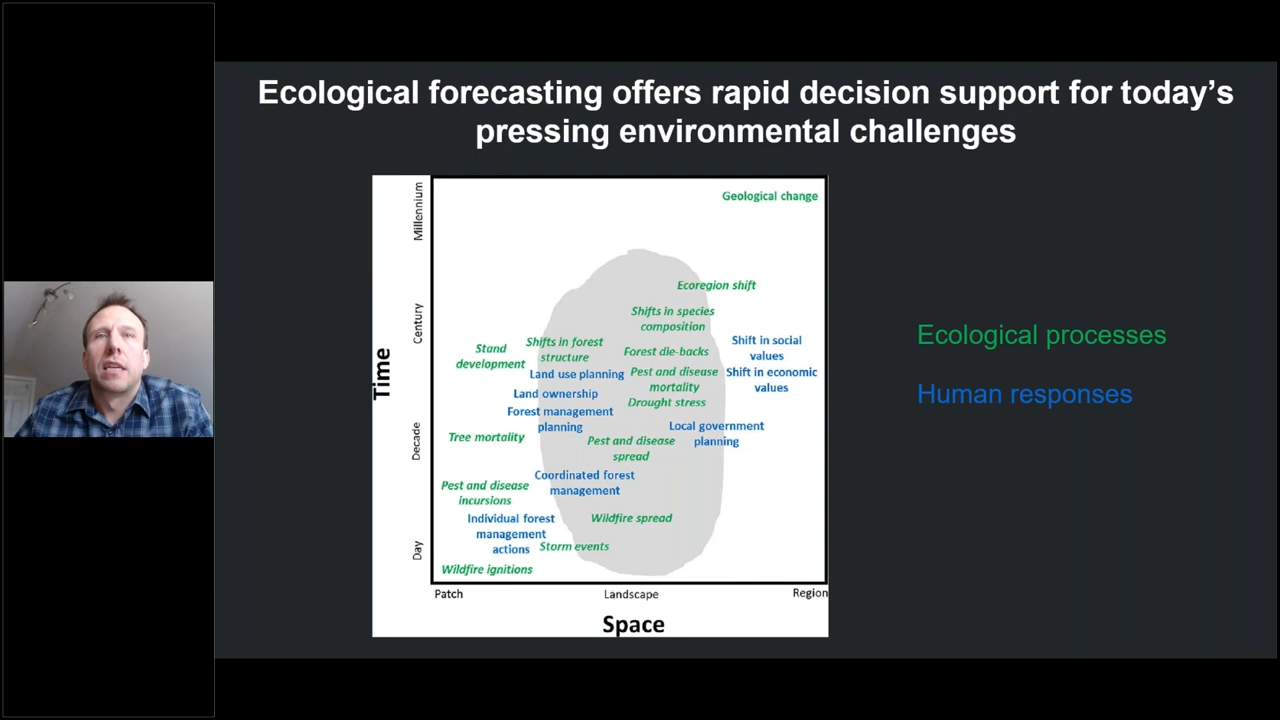 Ecological forecasting offers rapid decision support for today's
pressing environmental challenges
Millennium
Century
Decade
Day
Time
Geological change
Ecoregion shift
Shifts in species
composition
Shift in social
values
Stand
development
Shifts in forest
structure
Forest die-backs
Land use planning
Pest and disease
mortality
Shift in economic
values
Land ownership
Drought stress
Forest management
planning
Local government
planning
Tree mortality
Pest and disease
spread
Coordinated forest
management
Pest and disease
incursions
Individual forest
management
actions
Wildfire spread
Storm events
Wildfire ignitions
Patch
Landscape
Region
Space
Ecological processes
Human responses